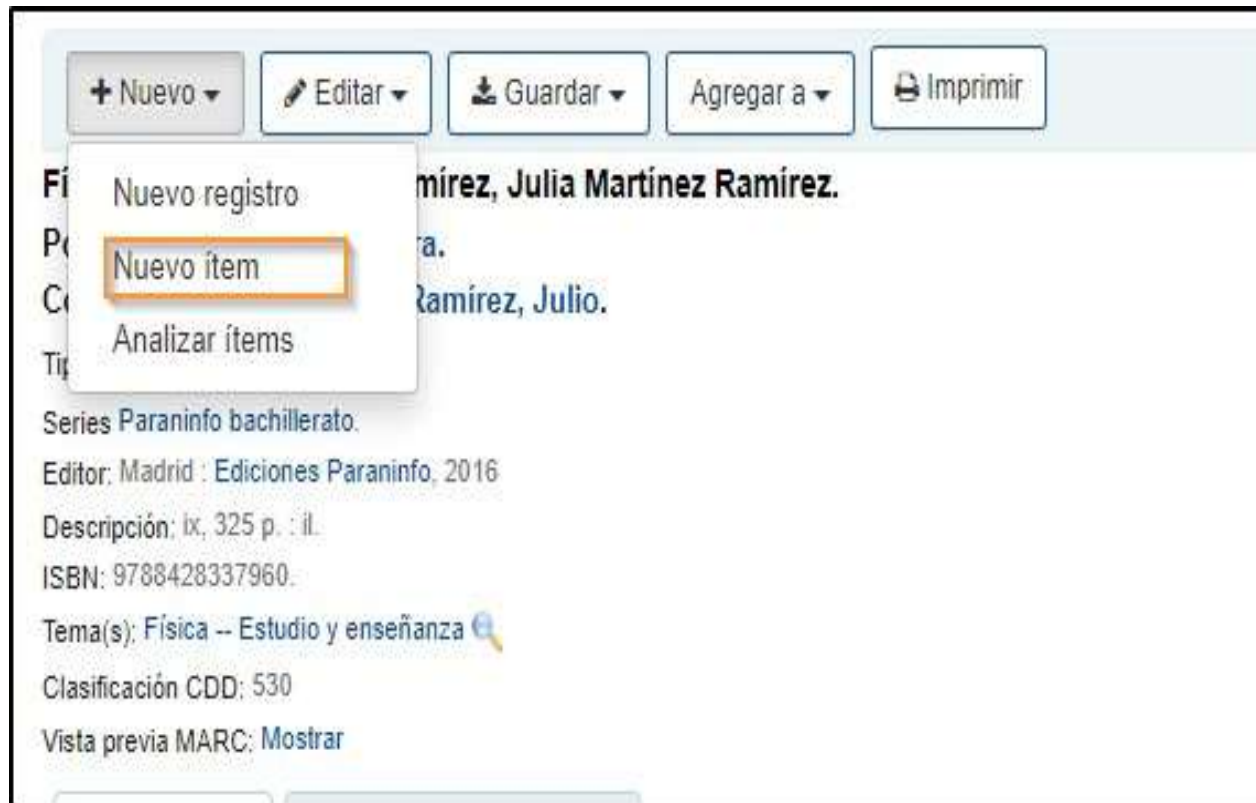 + Nuevo Editar Guardar Agregar a Imprimir
Nuevo registro
Nuevo ítem
Analizar ítems
Julia Martínez Ramírez.
Ramírez, Julio.
Series Paraninfo bachillerato.
Editor: Madrid : Ediciones Paraninfo, 2016
Descripción: ix, 325 p. : il.
ISBN: 9788428337960.
Tema(s): Física -- Estudio y enseñanza
Clasificación CDD: 530
Vista previa MARC: Mostrar